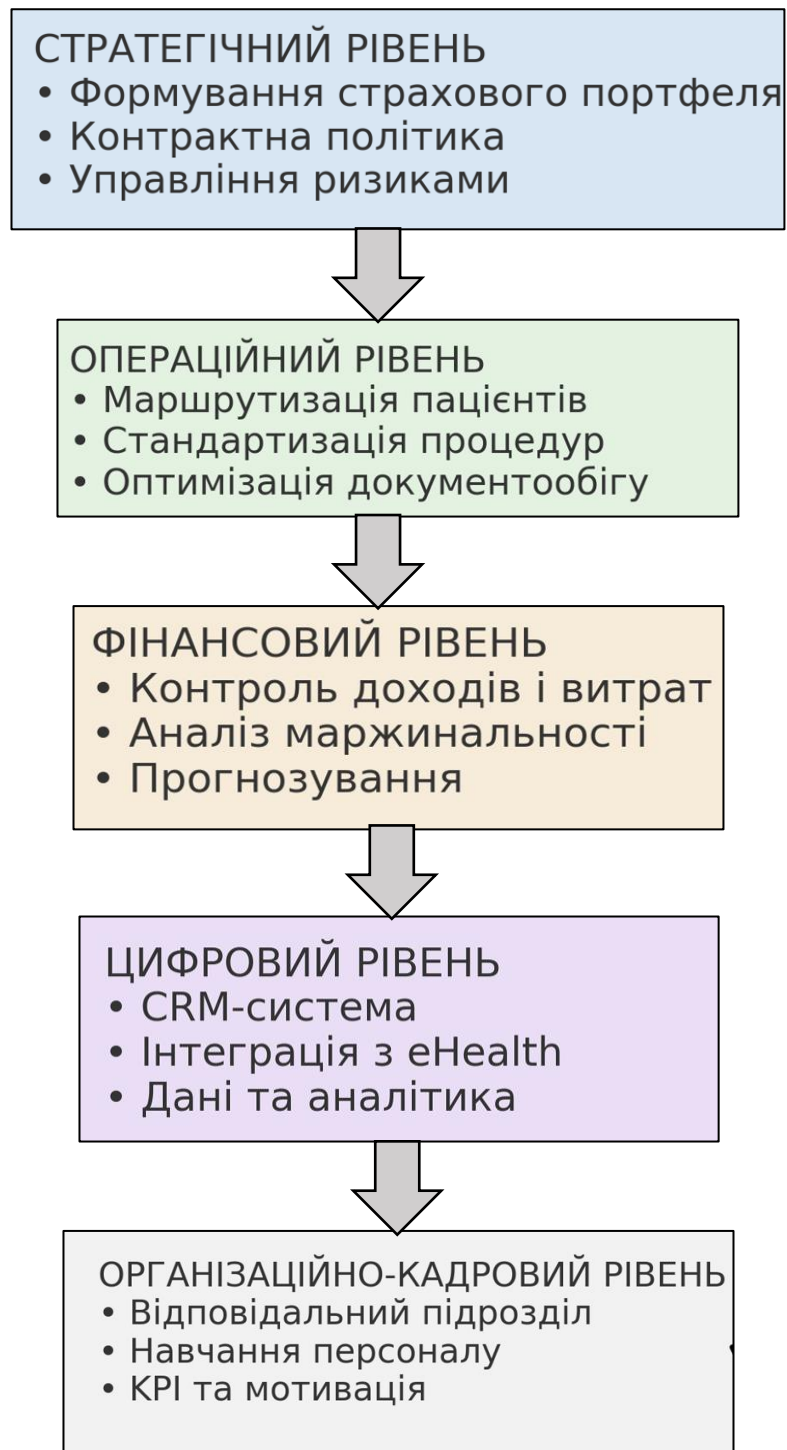 СТРАТЕГІЧНИЙ РІВЕНЬ
• Формування страхового портфеля
• Контрактна політика
• Управління ризиками
ОПЕРАЦІЙНИЙ РІВЕНЬ
• Маршрутизація пацієнтів
• Стандартизація процедур
• Оптимізація документообігу
ФІНАНСОВИЙ РІВЕНЬ
• Контроль доходів і витрат
• Аналіз маржинальності
• Прогнозування
ЦИФРОВИЙ РІВЕНЬ
• CRM-система
• Інтеграція з eHealth
• Дані та аналітика
ОРГАНІЗАЦІЙНО-КАДРОВИЙ РІВЕНЬ
• Відповідальний підрозділ
• Навчання персоналу
• KPI та мотивація